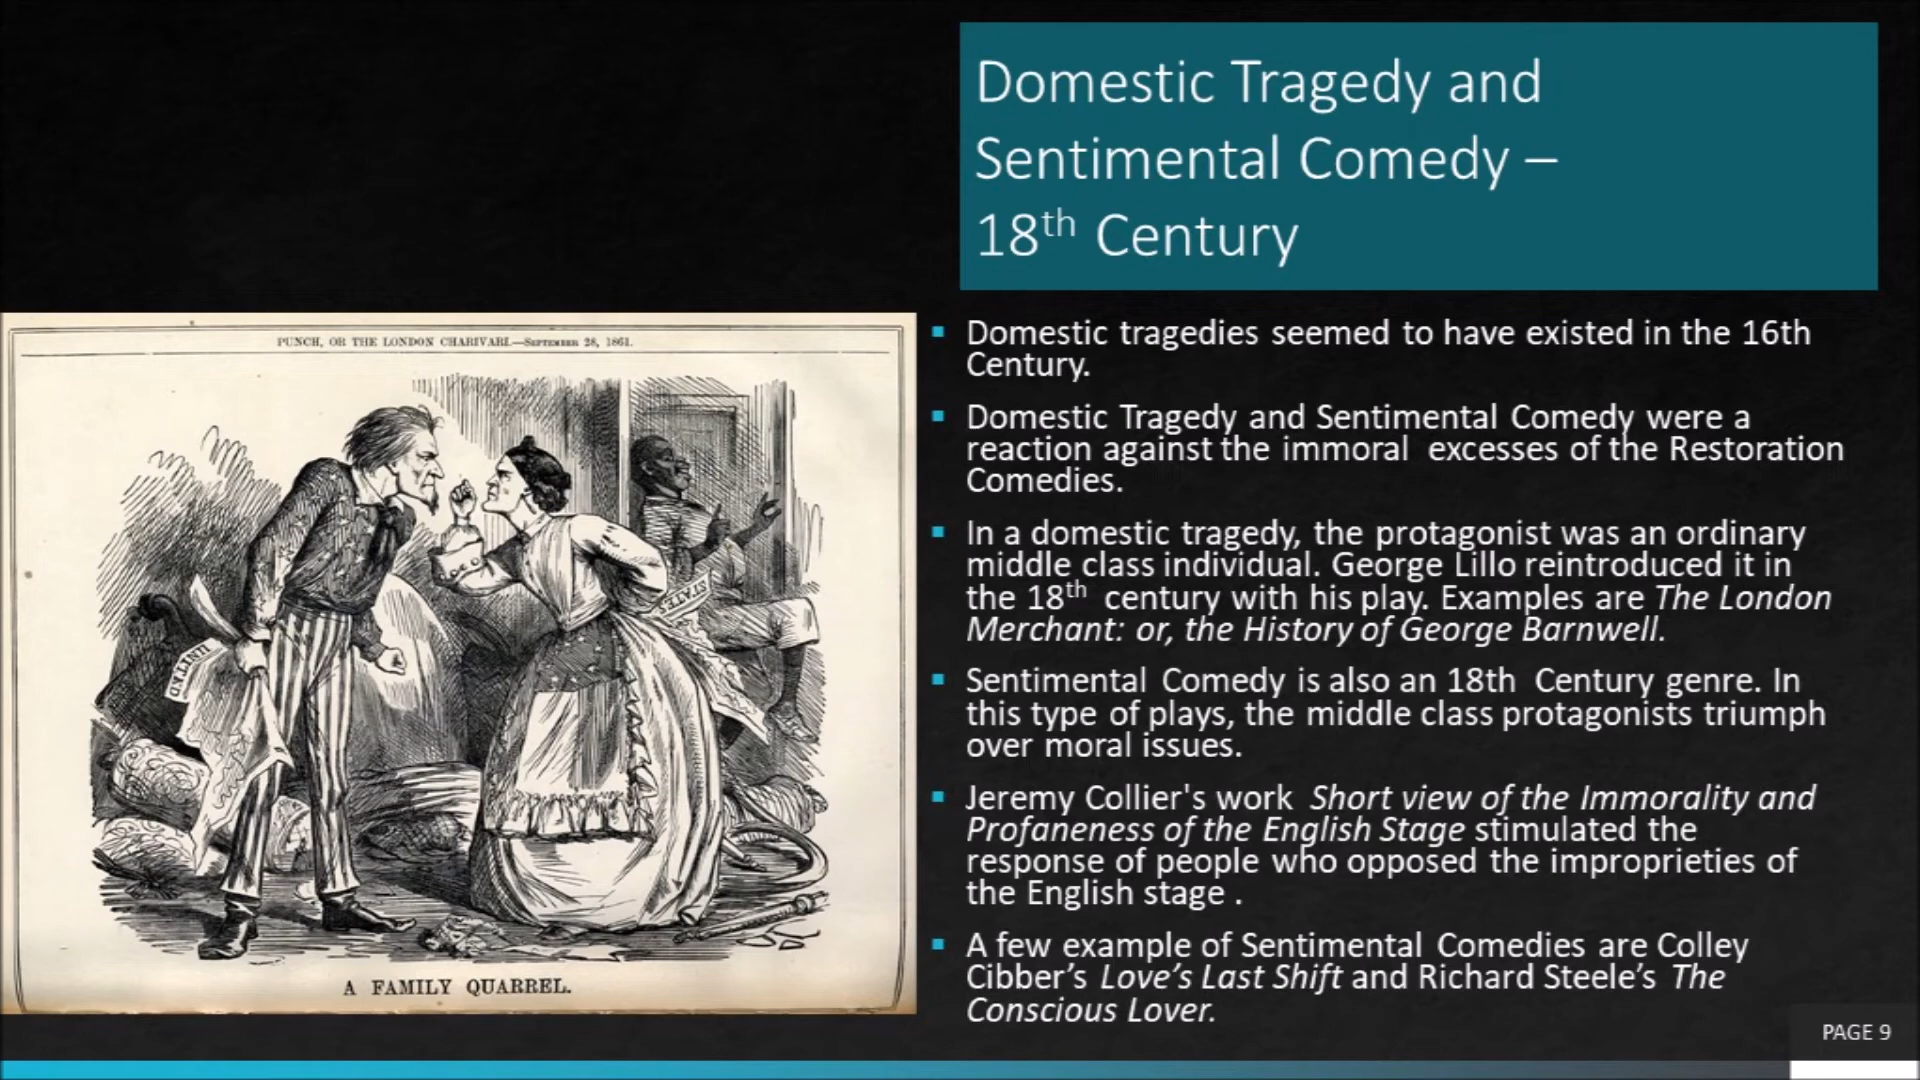 Domestic Tragedy and
Sentimental Comedy –
18th Century
PUNCH, OR THE LONDON CHARIVARI.—September 28, 1861.
UNITED
STATES
A FAMILY QUARREL.
Domestic tragedies seemed to have existed in the 16th
Century.
Domestic Tragedy and Sentimental Comedy were a
reaction against the immoral excesses of the Restoration
Comedies.
In a domestic tragedy, the protagonist was an ordinary
middle class individual. George Lillo reintroduced it in
the 18th century with his play. Examples are The London
Merchant: or, the History of George Barnwell.
Sentimental Comedy is also an 18th Century genre. In
this type of plays, the middle class protagonists triumph
over moral issues.
Jeremy Collier's work Short view of the Immorality and
Profaneness of the English Stage stimulated the
response of people who opposed the improprieties of
the English stage .
A few example of Sentimental Comedies are Colley
Cibber’s Love’s Last Shift and Richard Steele’s The
Conscious Lover.
PAGE 9